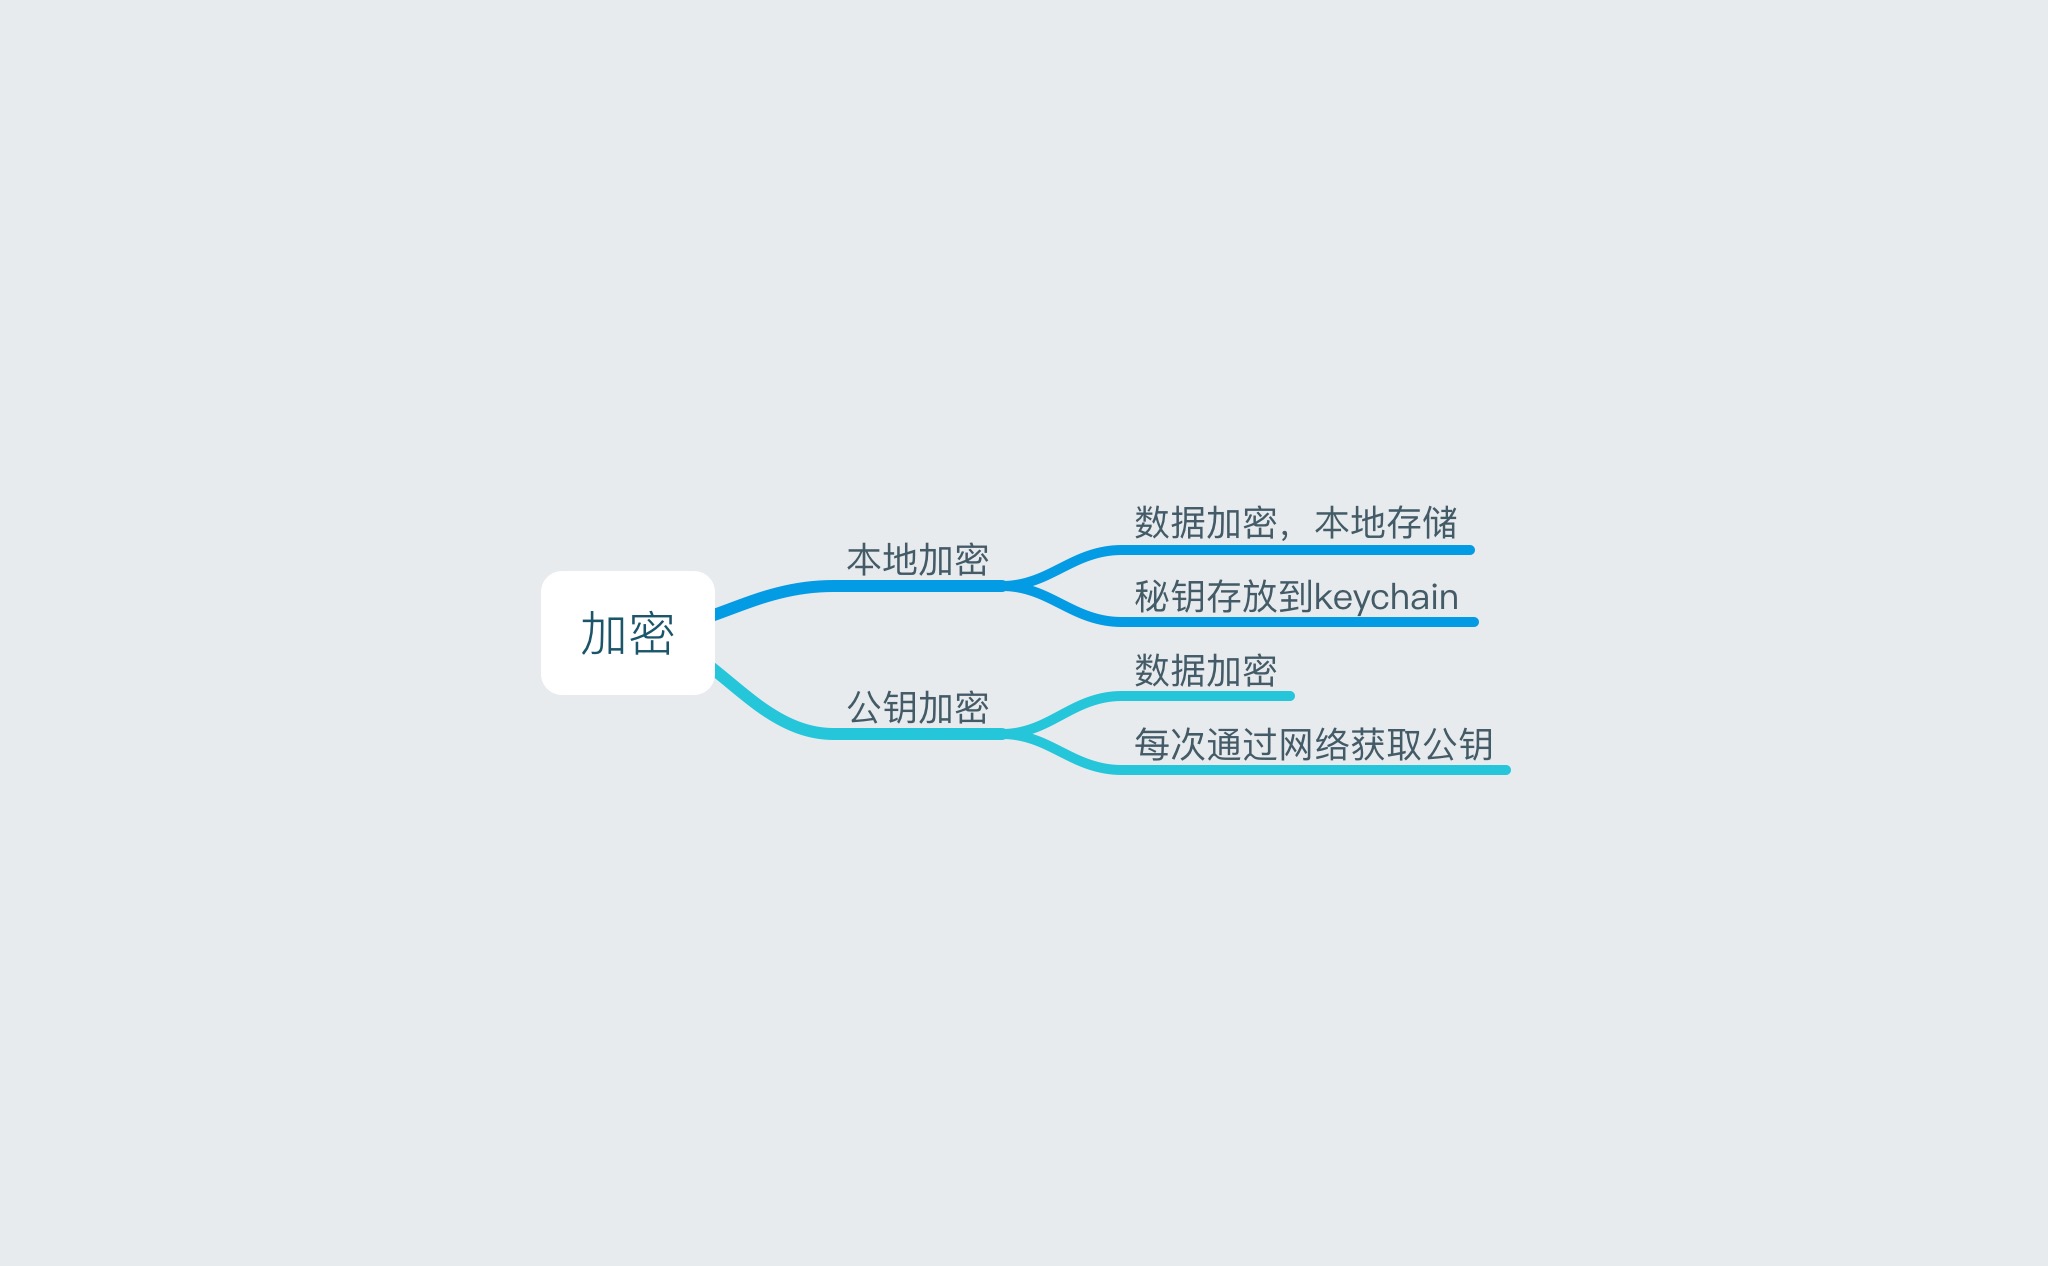 加密
本地加密
数据加密，本地存储
秘钥存放到keychain
公钥加密
数据加密
每次通过网络获取公钥